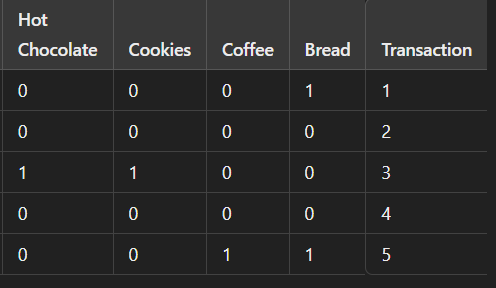 Hot Chocolate Cookies Coffee Bread Transaction
0 0 0 1 1
0 0 0 0 2
1 1 0 0 3
0 0 0 0 4
0 0 1 1 5